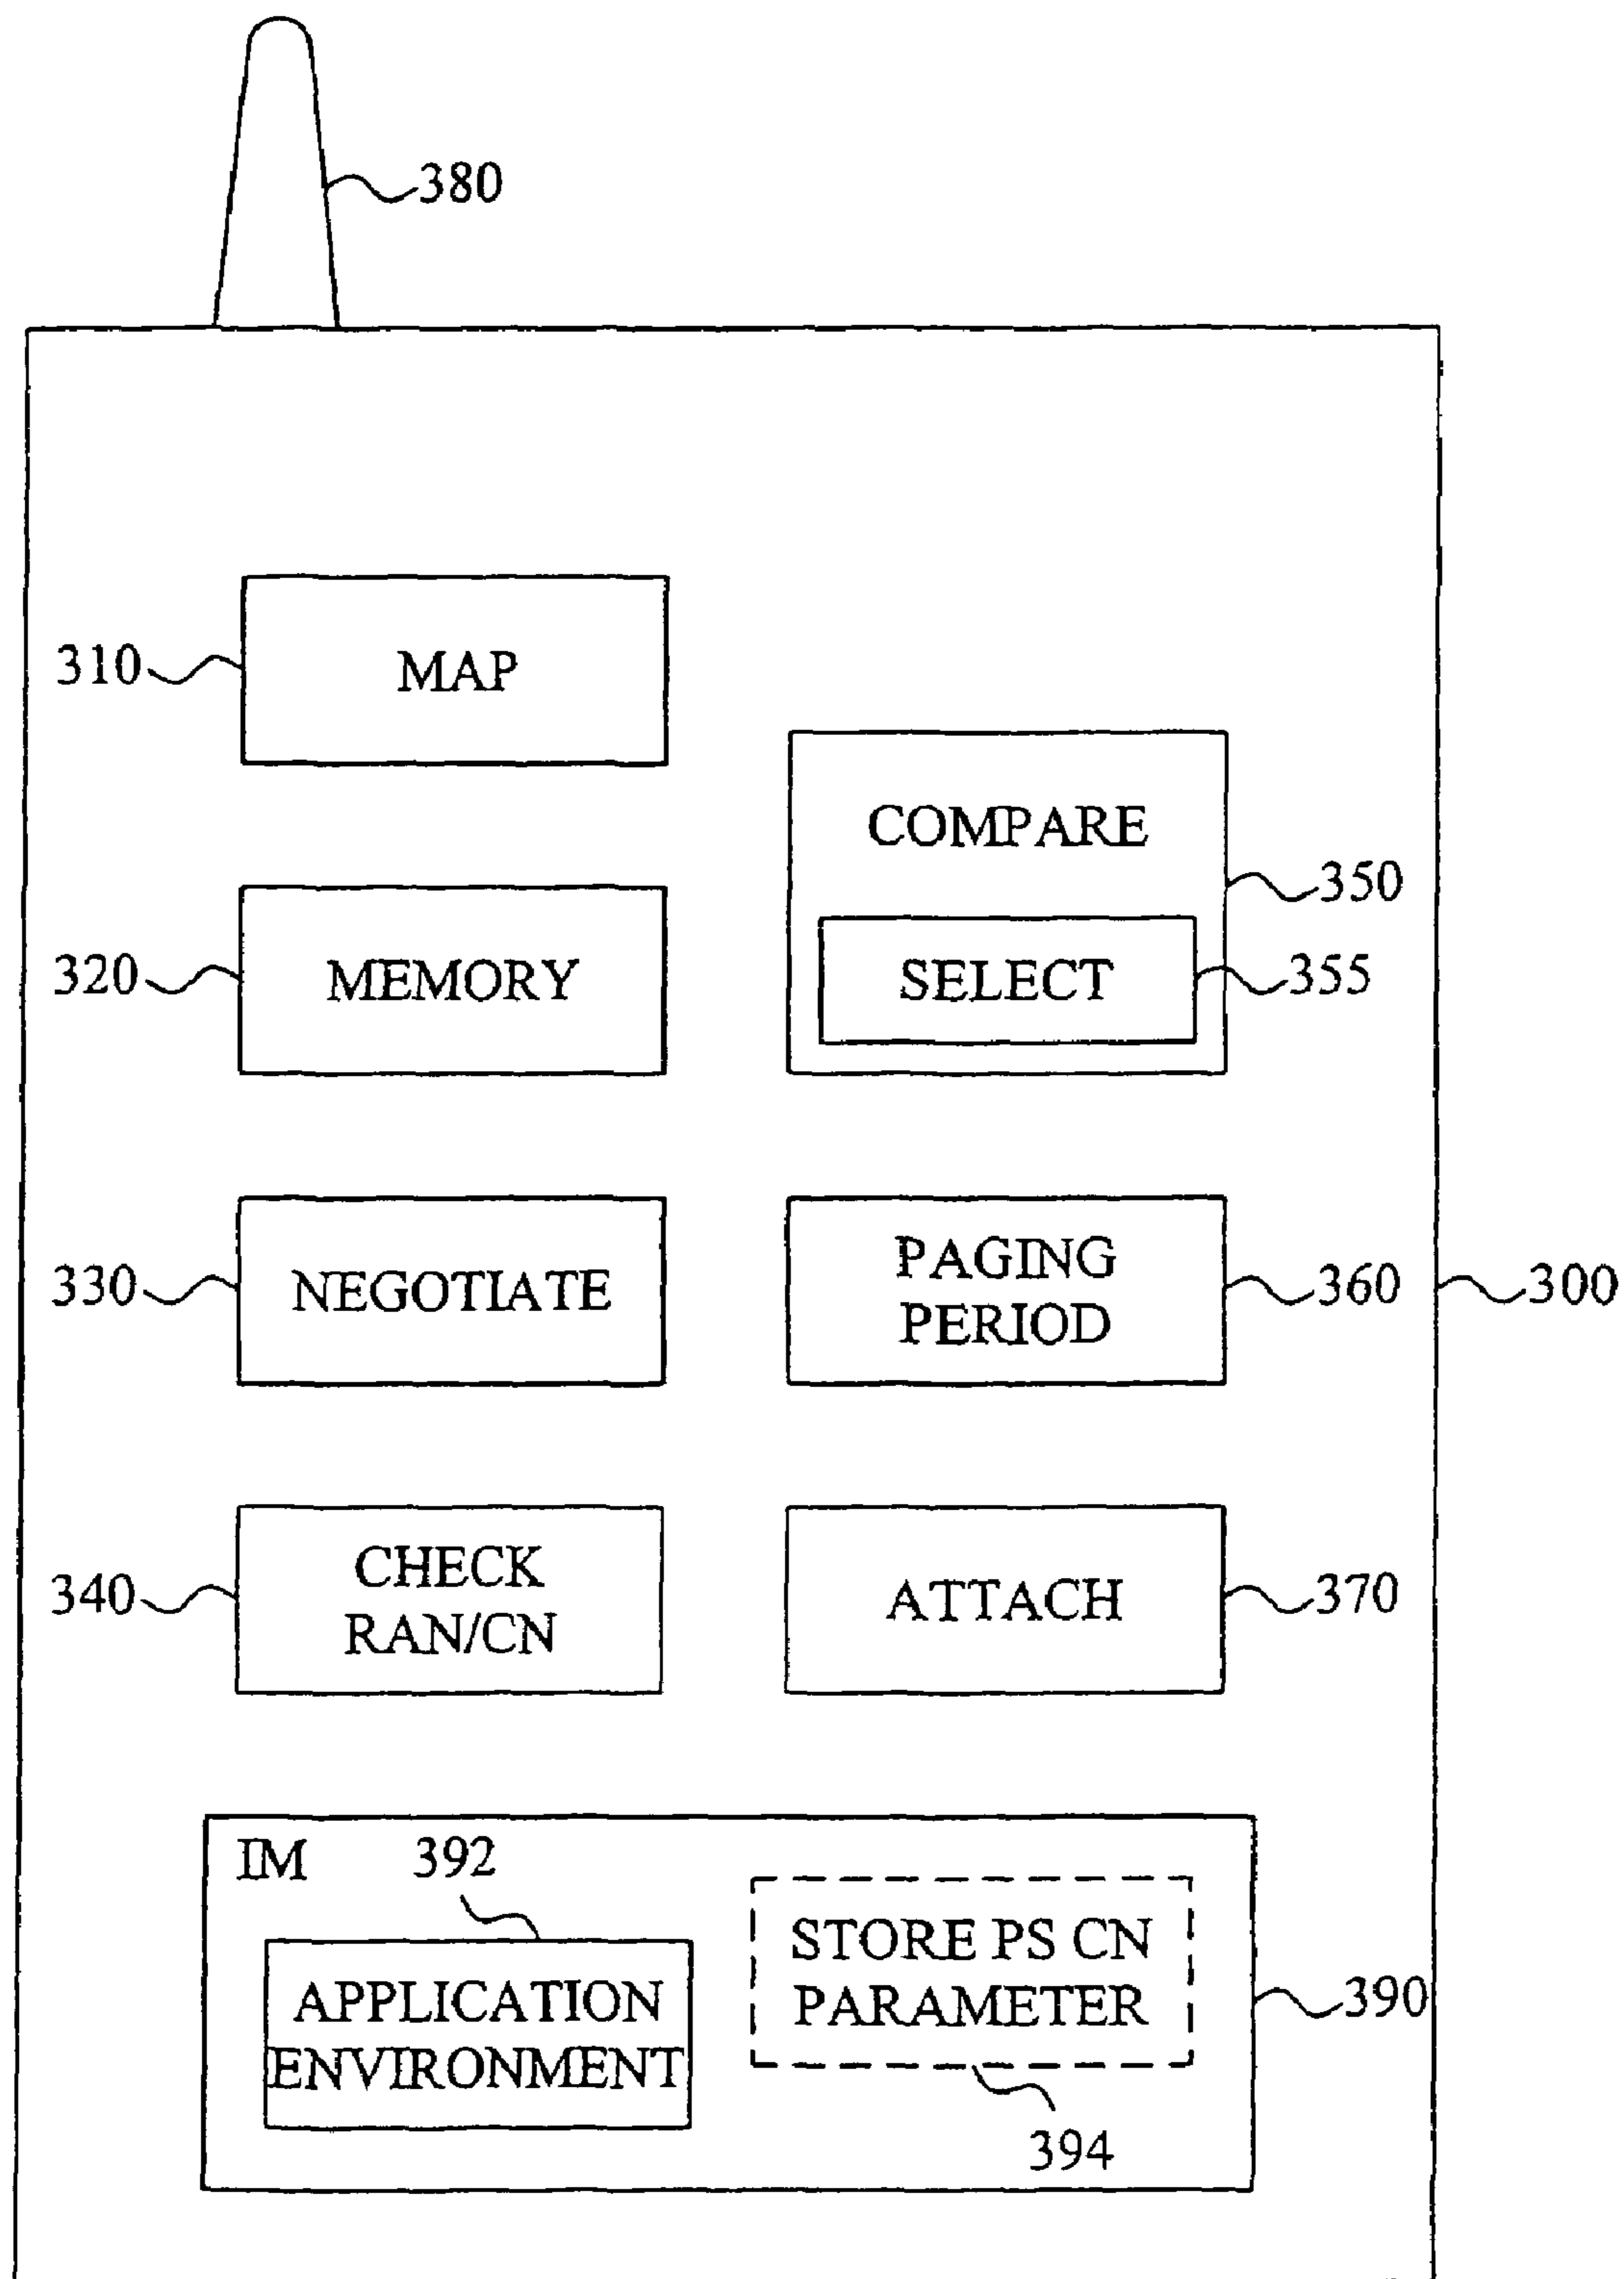 380
310
MAP
COMPARE
350
320
MEMORY
SELECT
355
330
NEGOTIATE
PAGING
PERIOD
360
300
340
CHECK
RAN/CN
ATTACH
370
IM
392
APPLICATION
ENVIRONMENT
STORE PS CN
PARAMETER
390
394